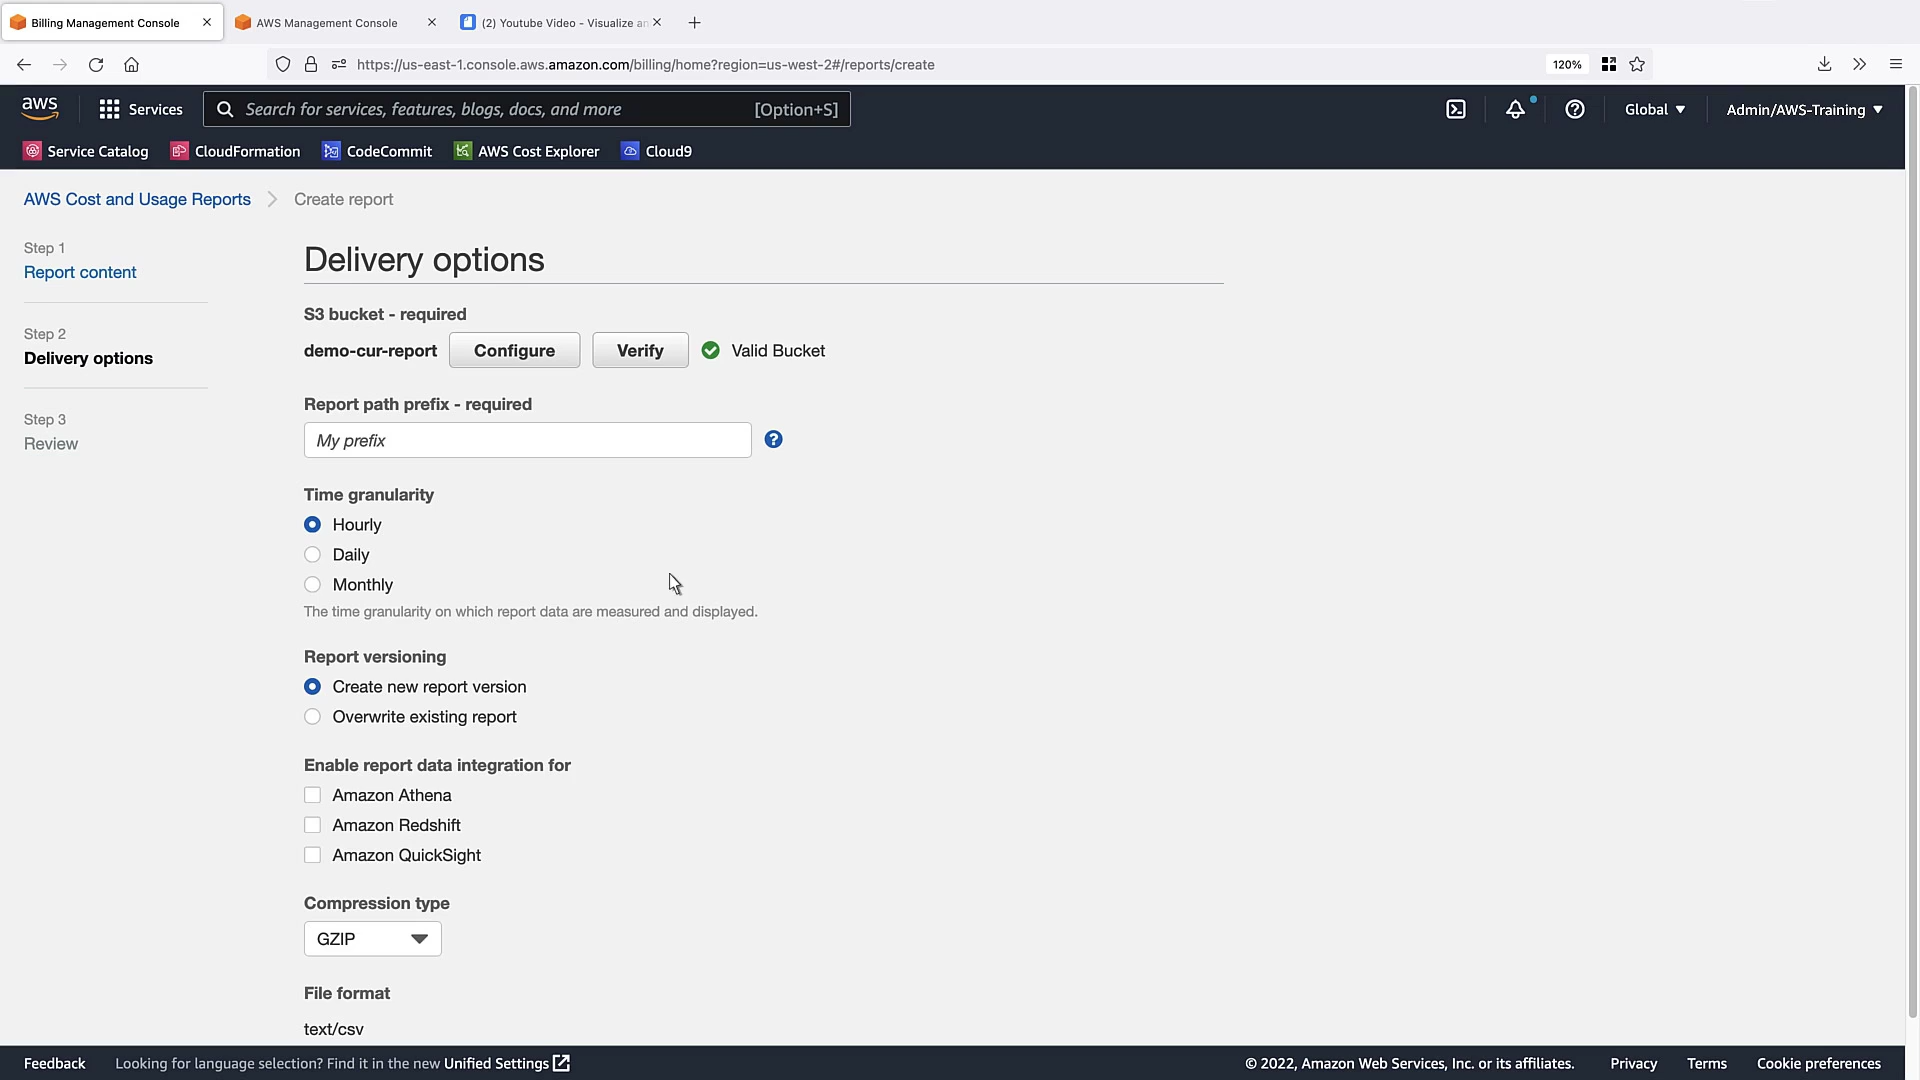 Billing Management Console
AWS Management Console
(2) Youtube Video - Visualize an
https://us-east-1.console.aws.amazon.com/billing/home?region=us-west-2#/reports/create
120%
aws
Services
Search for services, features, blogs, docs, and more
[Option+S]
Global
Admin/AWS-Training
Service Catalog
CloudFormation
CodeCommit
AWS Cost Explorer
Cloud9
AWS Cost and Usage Reports
Create report
Step 1
Report content
Step 2
Delivery options
Step 3
Review
Delivery options
S3 bucket - required
demo-cur-report
Configure
Verify
Valid Bucket
Report path prefix - required
My prefix
?
Time granularity
Hourly
Daily
Monthly
The time granularity on which report data are measured and displayed.
Report versioning
Create new report version
Overwrite existing report
Enable report data integration for
Amazon Athena
Amazon Redshift
Amazon QuickSight
Compression type
GZIP
File format
text/csv
Feedback
Looking for language selection? Find it in the new Unified Settings
© 2022, Amazon Web Services, Inc. or its affiliates.
Privacy
Terms
Cookie preferences